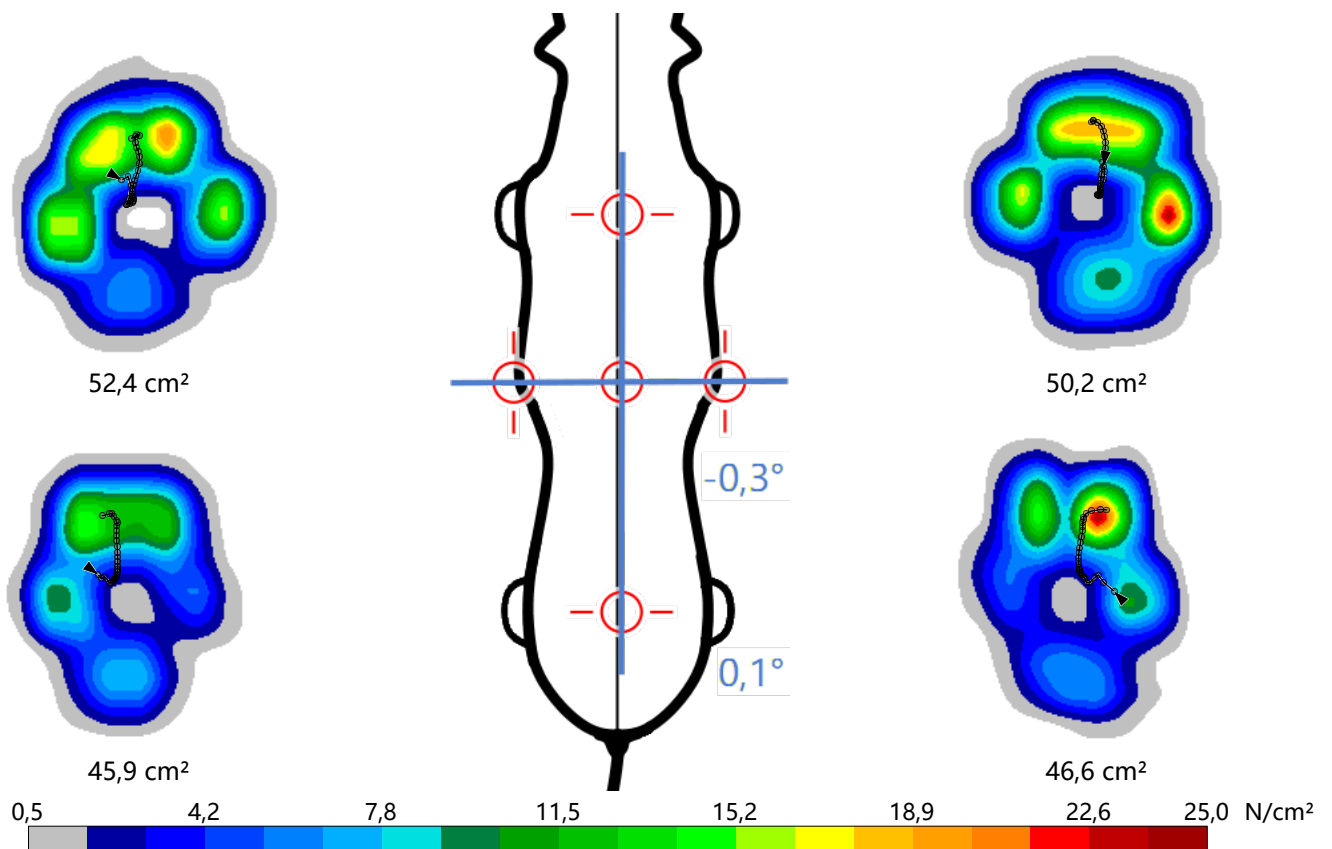 52,4 cm²
50,2 cm²
-0,3°
0,1°
45,9 cm²
46,6 cm²
0,5 4,2 7,8 11,5 15,2 18,9 22,6 25,0 N/cm²